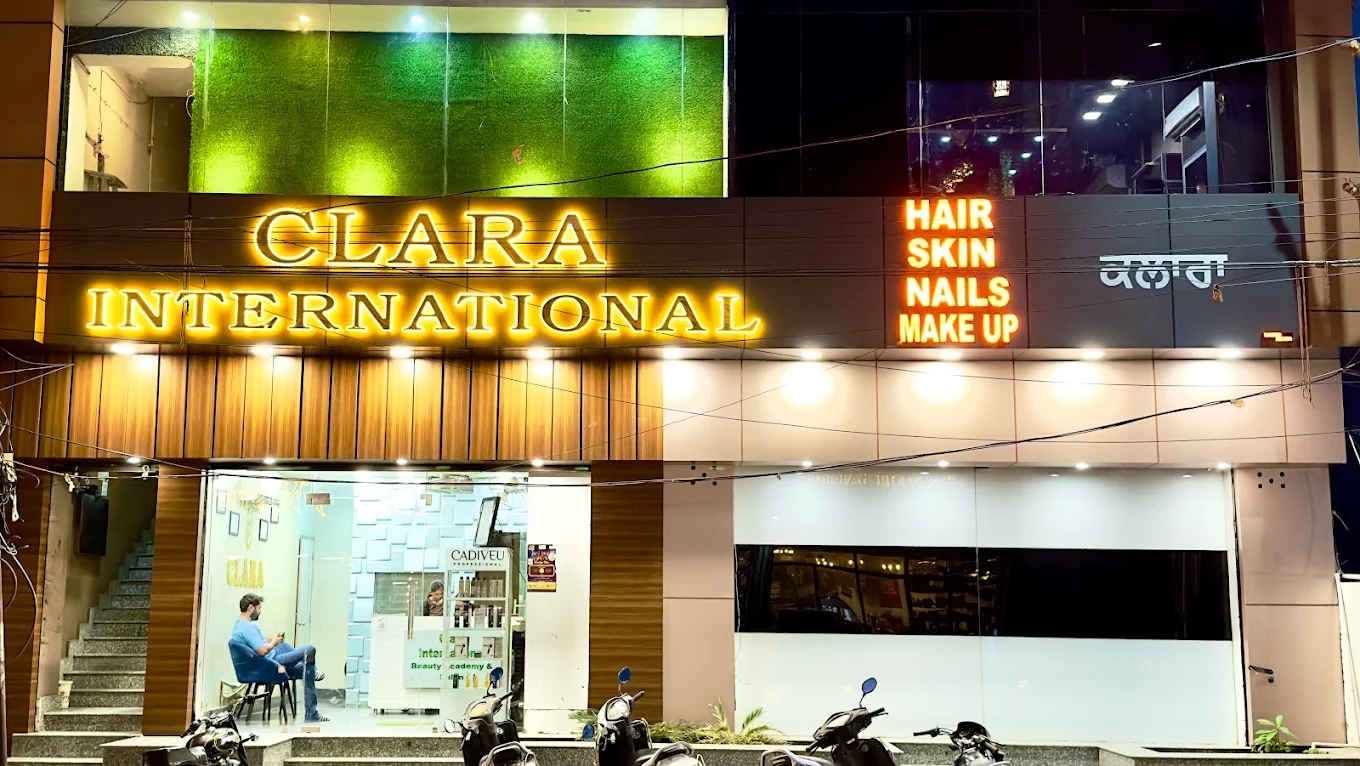 CLARA
INTERNATIONAL
HAIR
SKIN
NAILS
MAKE UP
ਕਲਾਰਾ
CLARA
CADIVEU
PROFESSIONAL
Beauty Academy &